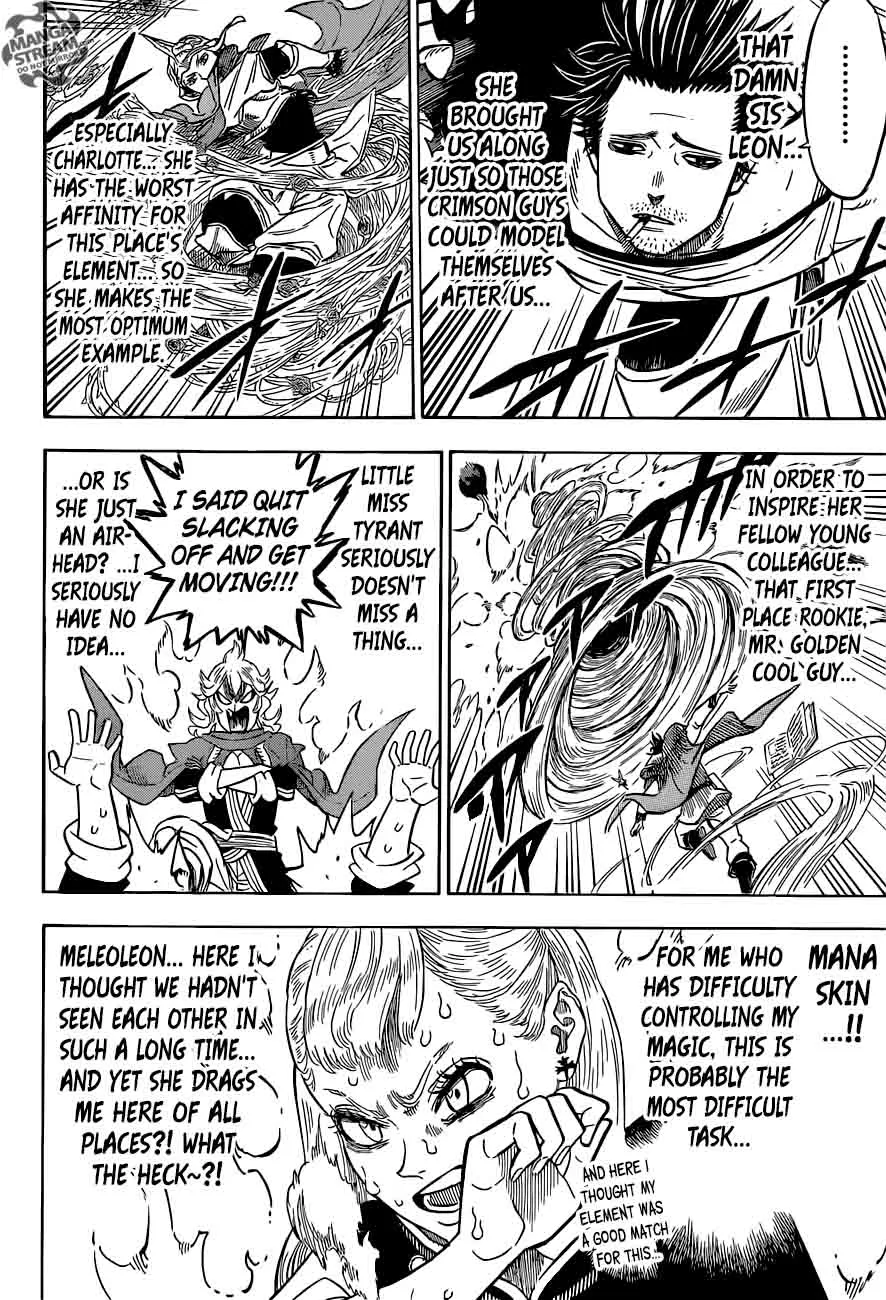 MANGA
STREAM
DO NOT MIRROR
.........
THAT
DAMN
SIS
LEON...
SHE
BROUGHT
US ALONG
JUST SO THOSE
CRIMSON GUYS
COULD MODEL
THEMSELVES
AFTER US...
ESPECIALLY
CHARLOTTE... SHE
HAS THE WORST
AFFINITY FOR
THIS PLACE'S
ELEMENT... SO
SHE MAKES THE
MOST OPTIMUM
EXAMPLE.
IN ORDER TO
INSPIRE HER
FELLOW YOUNG
COLLEAGUE...
THAT FIRST
PLACE ROOKIE,
MR. GOLDEN
COOL GUY...
LITTLE
MISS
TYRANT
SERIOUSLY
DOESN'T
MISS A
THING...
I SAID QUIT
SLACKING
OFF AND GET
MOVING!!!
...OR IS
SHE JUST
AN AIR-
HEAD? ...I
SERIOUSLY
HAVE NO
IDEA...
MANA
SKIN
...!!
FOR ME WHO
HAS DIFFICULTY
CONTROLLING MY
MAGIC, THIS IS
PROBABLY THE
MOST DIFFICULT
TASK...
AND HERE I
THOUGHT MY
ELEMENT WAS
A GOOD MATCH
FOR THIS...
MELEOLEON... HERE I
THOUGHT WE HADN'T
SEEN EACH OTHER IN
SUCH A LONG TIME...
AND YET SHE DRAGS
ME HERE OF ALL
PLACES?! WHAT
THE HECK~?!